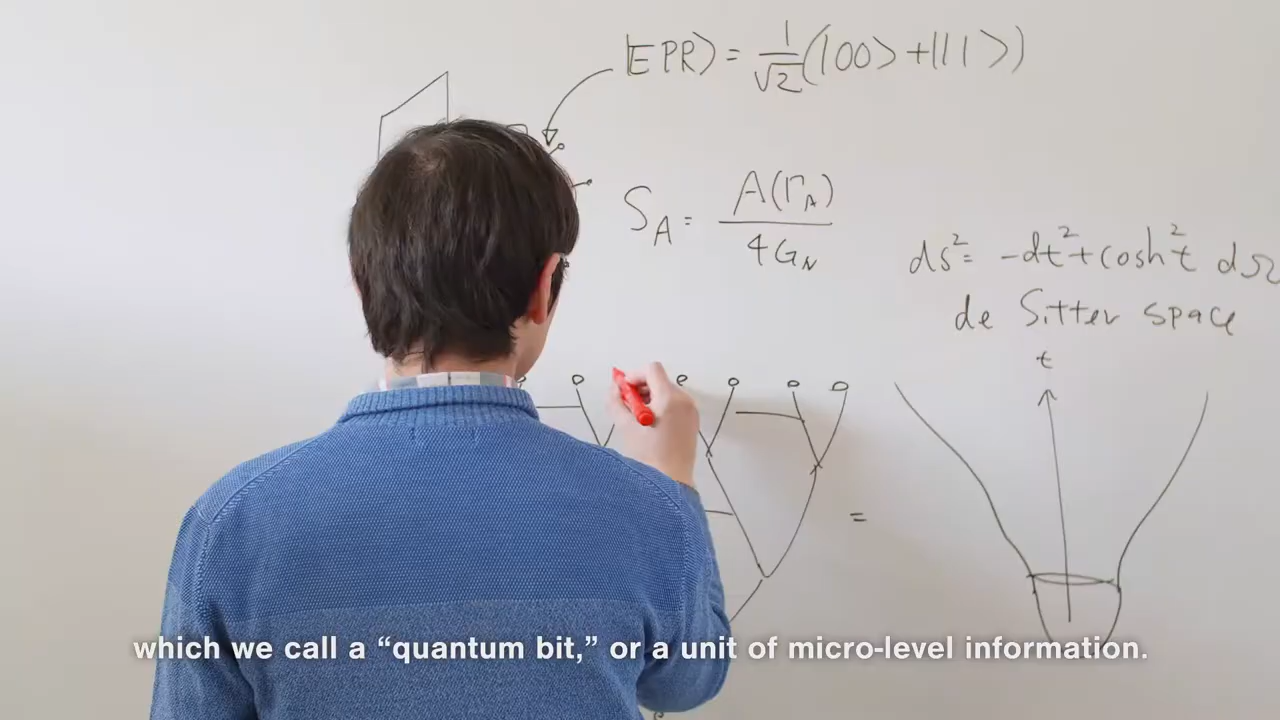 |EPR⟩ = 1/√2 (|00⟩ + |11⟩)
S_A = A(Γ_A)/4G_N
ds² = -dt² + cosh²t dΩ
de Sitter space
t
=
which we call a “quantum bit,” or a unit of micro-level information.